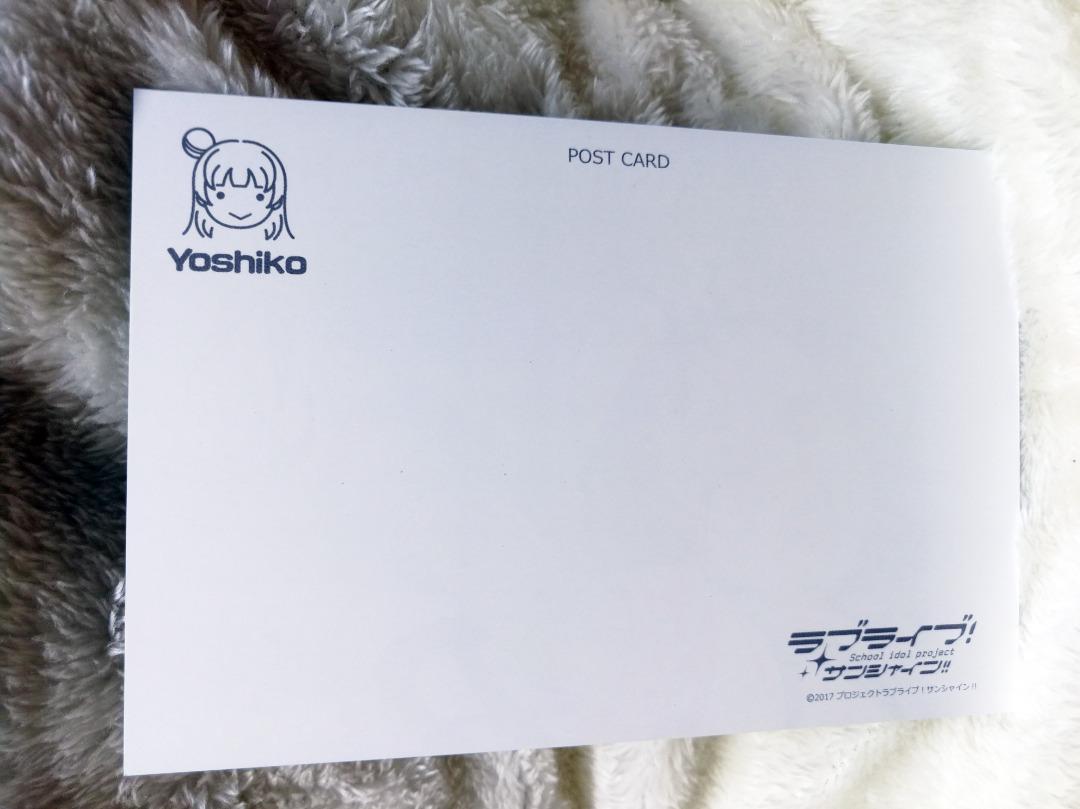 POST CARD
Yoshiko
ラブライブ!
School idol project
サンシャイン!!
©2017 プロジェクトラブライブ！サンシャイン!!